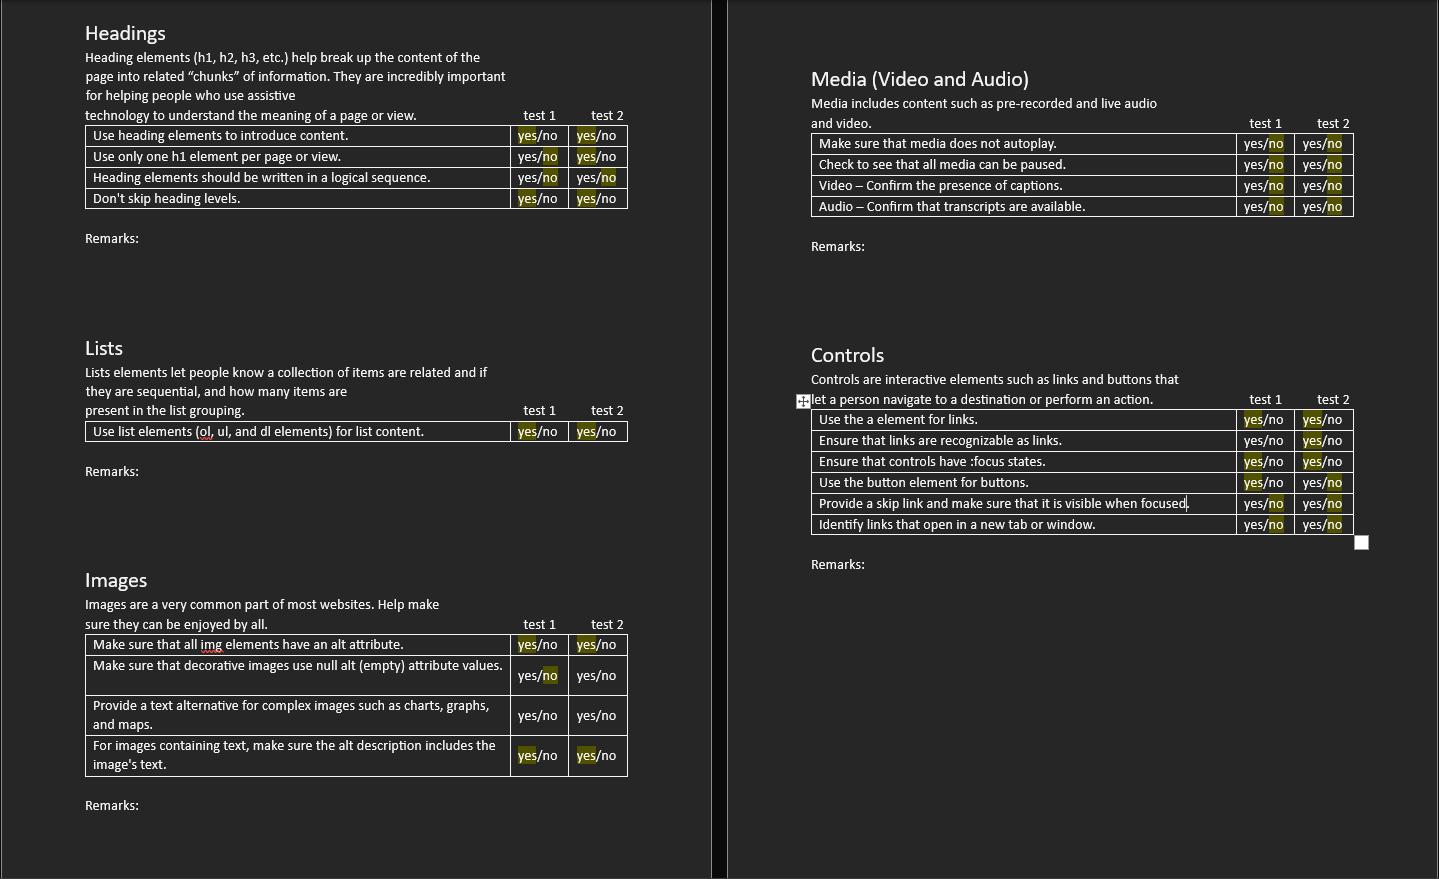 Headings
Heading elements (h1, h2, h3, etc.) help break up the content of the
page into related “chunks” of information. They are incredibly important
for helping people who use assistive
technology to understand the meaning of a page or view. test 1 test 2
Use heading elements to introduce content. yes/no yes/no
Use only one h1 element per page or view. yes/no yes/no
Heading elements should be written in a logical sequence. yes/no yes/no
Don't skip heading levels. yes/no yes/no
Remarks:
Lists
Lists elements let people know a collection of items are related and if
they are sequential, and how many items are
present in the list grouping. test 1 test 2
Use list elements (ol, ul, and dl elements) for list content. yes/no yes/no
Remarks:
Images
Images are a very common part of most websites. Help make
sure they can be enjoyed by all. test 1 test 2
Make sure that all img elements have an alt attribute. yes/no yes/no
Make sure that decorative images use null alt (empty) attribute values. yes/no yes/no
Provide a text alternative for complex images such as charts, graphs,
and maps. yes/no yes/no
For images containing text, make sure the alt description includes the
image's text. yes/no yes/no
Remarks:
Media (Video and Audio)
Media includes content such as pre-recorded and live audio
and video. test 1 test 2
Make sure that media does not autoplay. yes/no yes/no
Check to see that all media can be paused. yes/no yes/no
Video – Confirm the presence of captions. yes/no yes/no
Audio – Confirm that transcripts are available. yes/no yes/no
Remarks:
Controls
Controls are interactive elements such as links and buttons that
let a person navigate to a destination or perform an action. test 1 test 2
Use the a element for links. yes/no yes/no
Ensure that links are recognizable as links. yes/no yes/no
Ensure that controls have :focus states. yes/no yes/no
Use the button element for buttons. yes/no yes/no
Provide a skip link and make sure that it is visible when focused. yes/no yes/no
Identify links that open in a new tab or window. yes/no yes/no
Remarks: